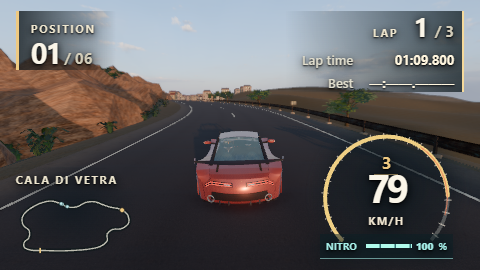 POSITION
01 / 06
LAP 1 / 3
Lap time 01:09.800
Best --:--.---
CALA DI VETRA
3
79
KM/H
NITRO 100 %